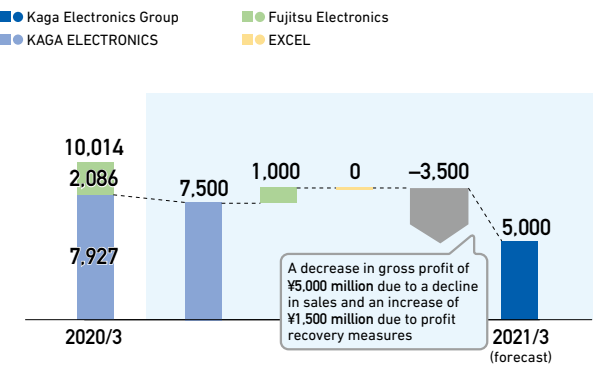 Kaga Electronics Group
Fujitsu Electronics
KAGA ELECTRONICS
EXCEL
10,014
2,086
7,927
7,500
1,000
0
–3,500
5,000
A decrease in gross profit of
¥5,000 million due to a decline
in sales and an increase of
¥1,500 million due to profit
recovery measures
2020/3
2021/3
(forecast)